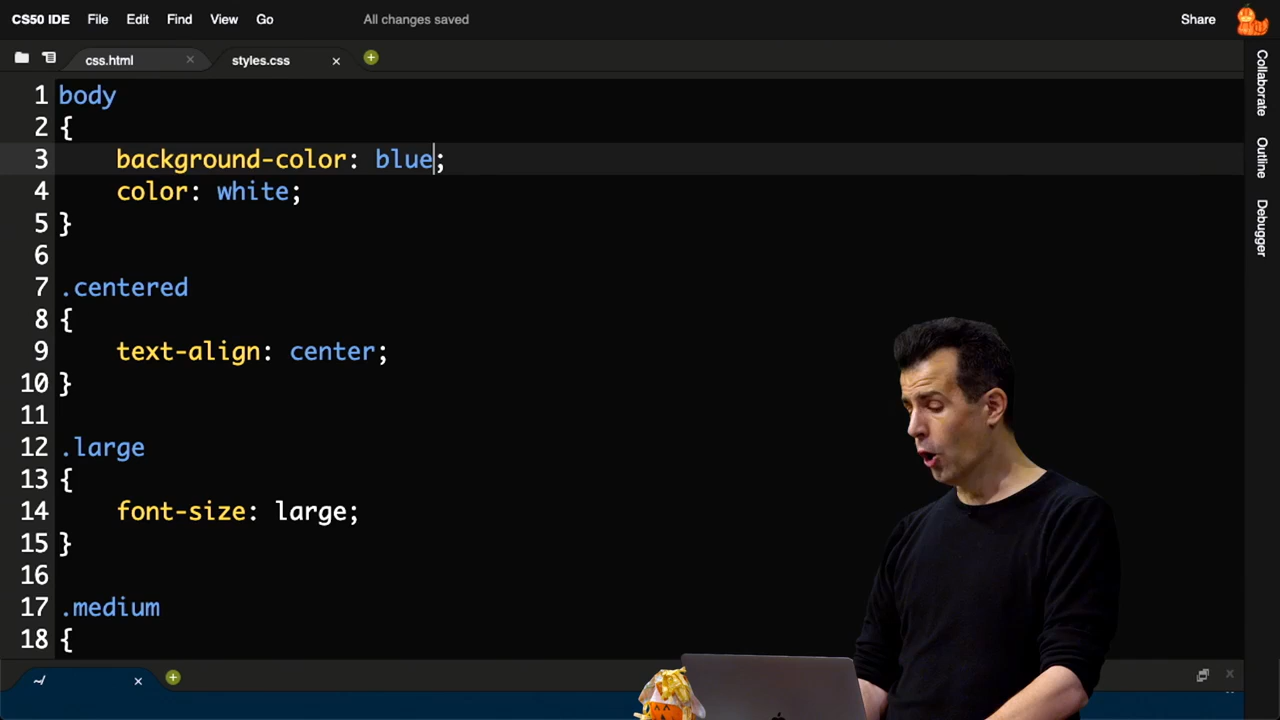 CS50 IDE File Edit Find View Go All changes saved Share
css.html × styles.css ×
1 body
2 {
3 background-color: blue;
4 color: white;
5 }
6
7 .centered
8 {
9 text-align: center;
10 }
11
12 .large
13 {
14 font-size: large;
15 }
16
17 .medium
18 {
~/ ×
Collaborate
Outline
Debugger